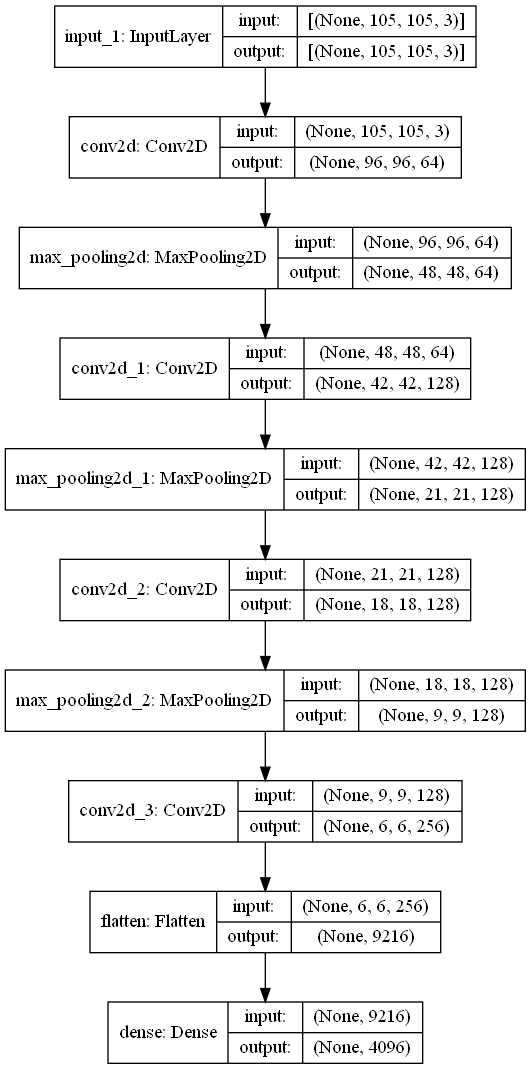 input_1: InputLayer
input: [(None, 105, 105, 3)]
output: [(None, 105, 105, 3)]
conv2d: Conv2D
input: (None, 105, 105, 3)
output: (None, 96, 96, 64)
max_pooling2d: MaxPooling2D
input: (None, 96, 96, 64)
output: (None, 48, 48, 64)
conv2d_1: Conv2D
input: (None, 48, 48, 64)
output: (None, 42, 42, 128)
max_pooling2d_1: MaxPooling2D
input: (None, 42, 42, 128)
output: (None, 21, 21, 128)
conv2d_2: Conv2D
input: (None, 21, 21, 128)
output: (None, 18, 18, 128)
max_pooling2d_2: MaxPooling2D
input: (None, 18, 18, 128)
output: (None, 9, 9, 128)
conv2d_3: Conv2D
input: (None, 9, 9, 128)
output: (None, 6, 6, 256)
flatten: Flatten
input: (None, 6, 6, 256)
output: (None, 9216)
dense: Dense
input: (None, 9216)
output: (None, 4096)